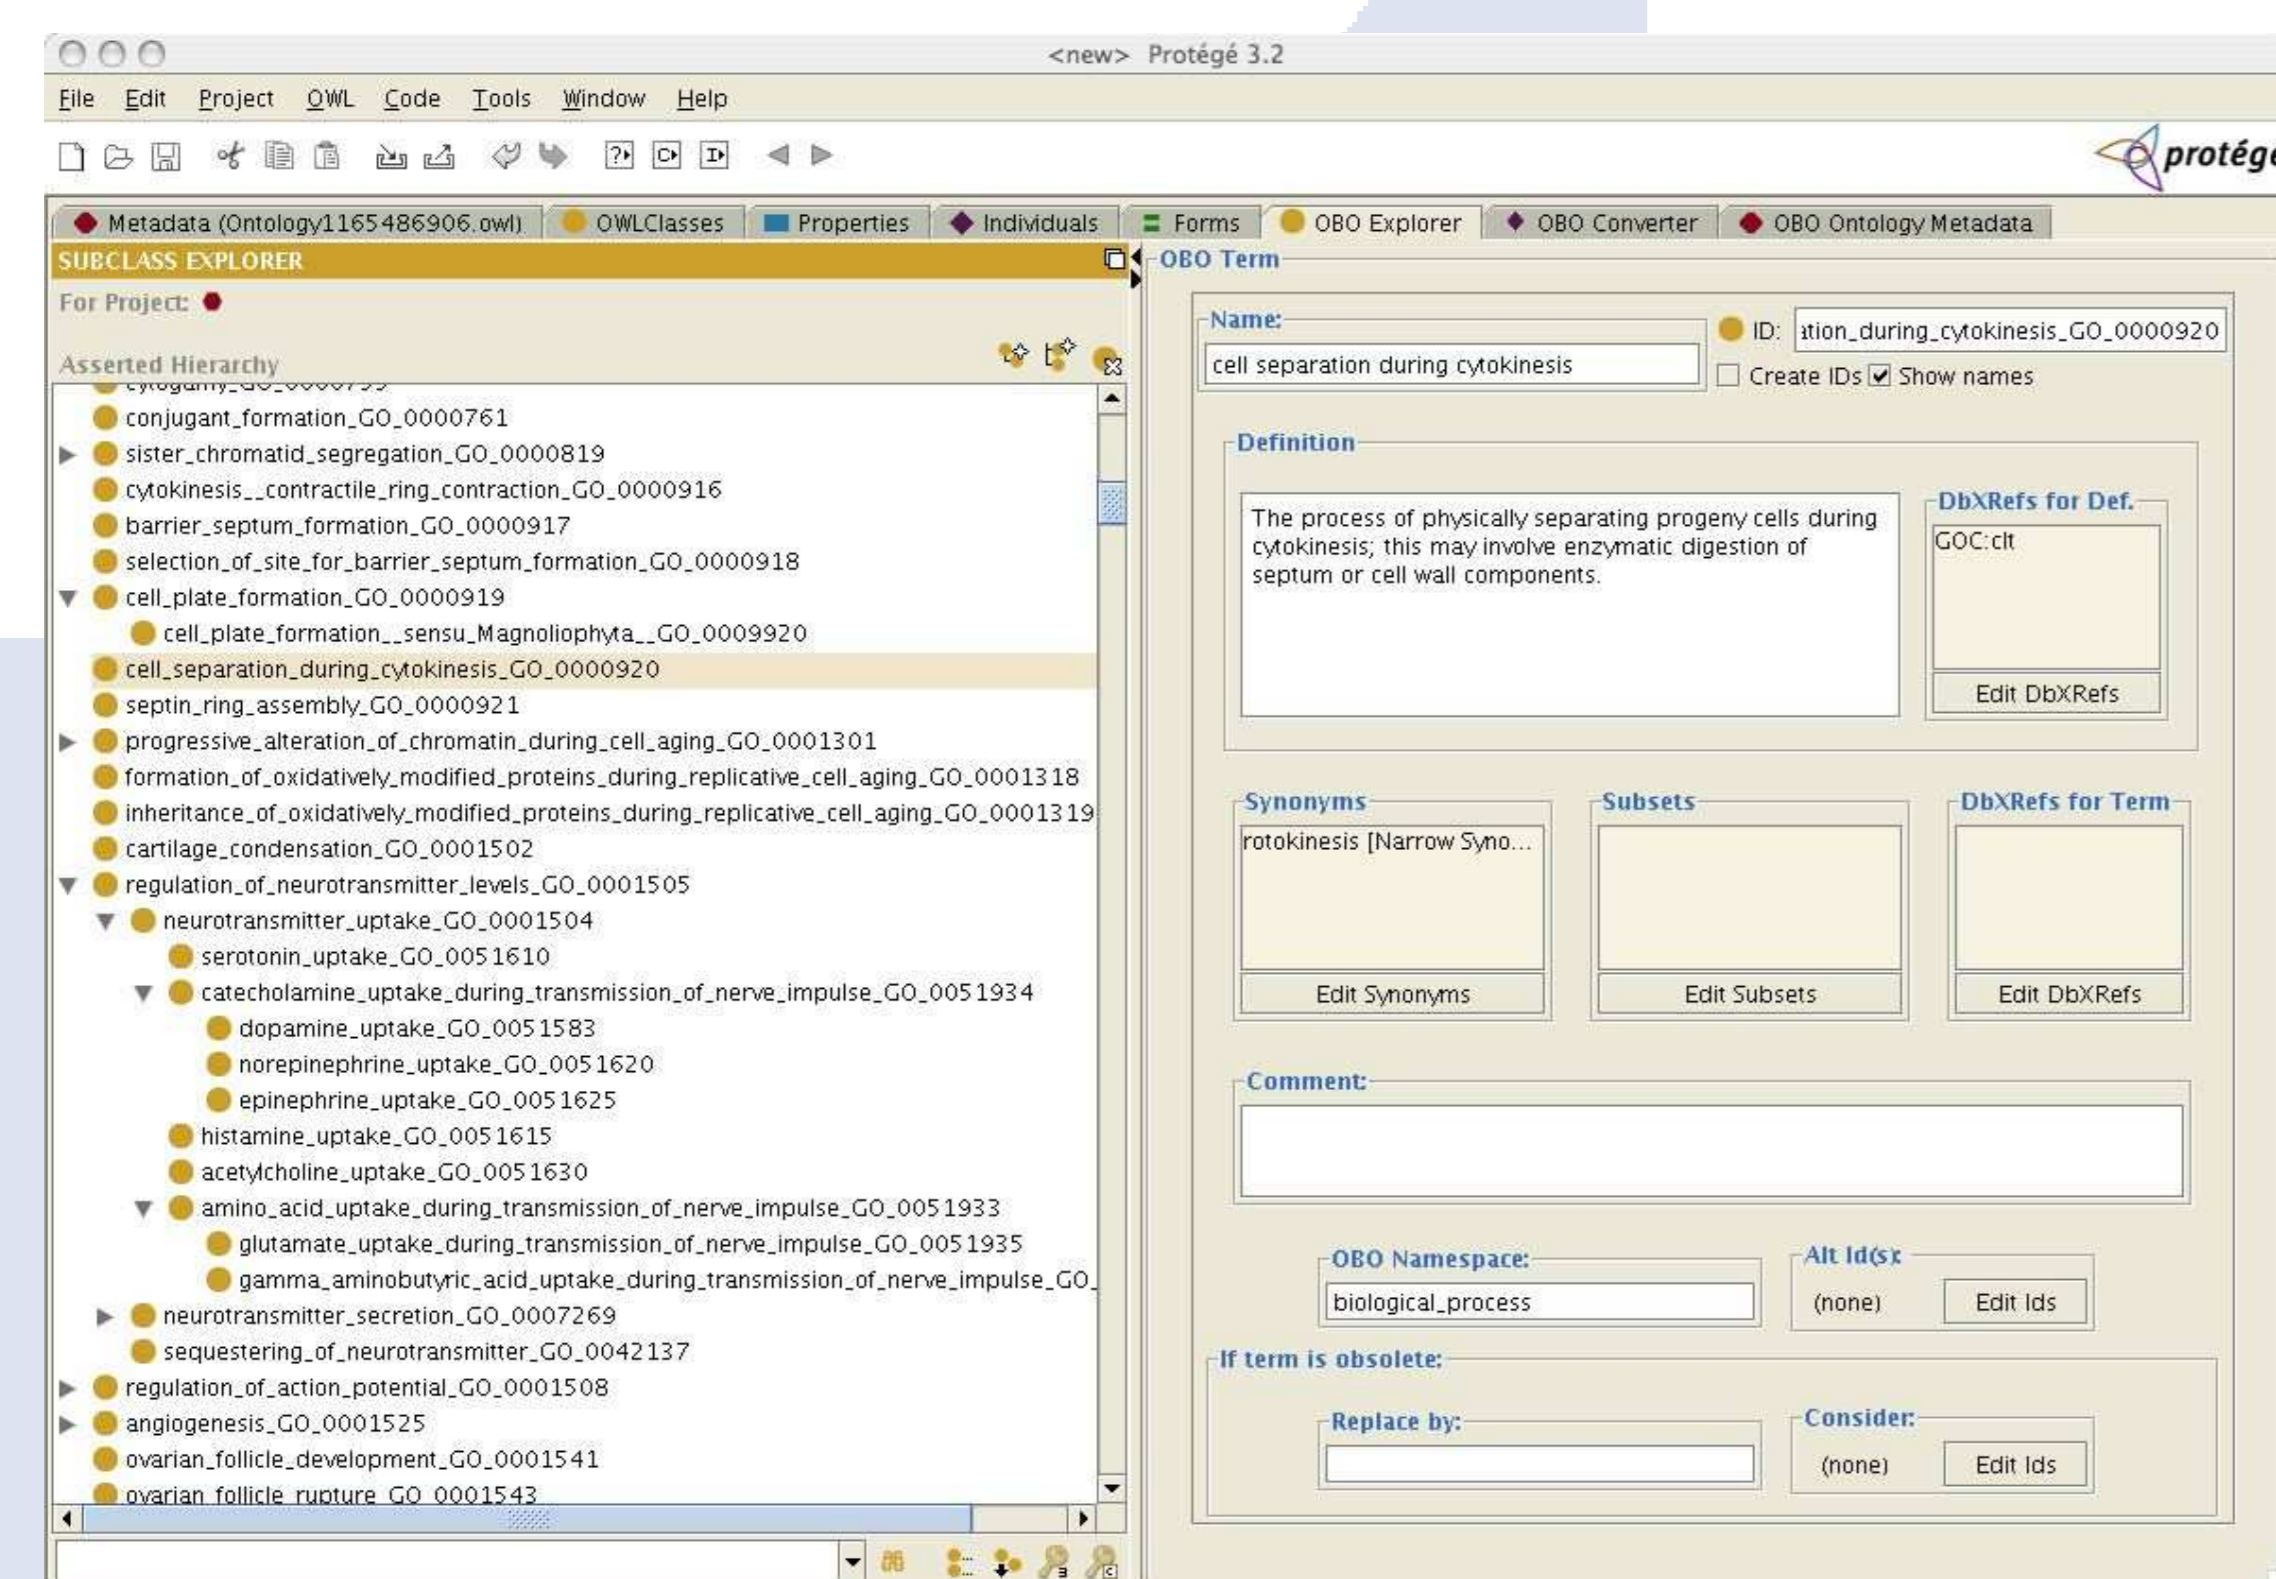 <new> Protégé 3.2
File Edit Project OWL Code Tools Window Help
protégé
Metadata (Ontology1165486906.owl) OWLClasses Properties Individuals Forms OBO Explorer OBO Converter OBO Ontology Metadata
SUBCLASS EXPLORER
For Project:
Asserted Hierarchy
cytogamy_GO_0000755
conjugant_formation_GO_0000761
sister_chromatid_segregation_GO_0000819
cytokinesis__contractile_ring_contraction_GO_0000916
barrier_septum_formation_GO_0000917
selection_of_site_for_barrier_septum_formation_GO_0000918
cell_plate_formation_GO_0000919
cell_plate_formation__sensu_Magnoliophyta__GO_0009920
cell_separation_during_cytokinesis_GO_0000920
septin_ring_assembly_GO_0000921
progressive_alteration_of_chromatin_during_cell_aging_GO_0001301
formation_of_oxidatively_modified_proteins_during_replicative_cell_aging_GO_0001318
inheritance_of_oxidatively_modified_proteins_during_replicative_cell_aging_GO_0001319
cartilage_condensation_GO_0001502
regulation_of_neurotransmitter_levels_GO_0001505
neurotransmitter_uptake_GO_0001504
serotonin_uptake_GO_0051610
catecholamine_uptake_during_transmission_of_nerve_impulse_GO_0051934
dopamine_uptake_GO_0051583
norepinephrine_uptake_GO_0051620
epinephrine_uptake_GO_0051625
histamine_uptake_GO_0051615
acetylcholine_uptake_GO_0051630
amino_acid_uptake_during_transmission_of_nerve_impulse_GO_0051933
glutamate_uptake_during_transmission_of_nerve_impulse_GO_0051935
gamma_aminobutyric_acid_uptake_during_transmission_of_nerve_impulse_GO_
neurotransmitter_secretion_GO_0007269
sequestering_of_neurotransmitter_GO_0042137
regulation_of_action_potential_GO_0001508
angiogenesis_GO_0001525
ovarian_follicle_development_GO_0001541
ovarian_follicle_rupture_GO_0001543
OBO Term
Name:
cell separation during cytokinesis
ID: ation_during_cytokinesis_GO_0000920
Create IDs Show names
Definition
The process of physically separating progeny cells during
cytokinesis; this may involve enzymatic digestion of
septum or cell wall components.
DbXRefs for Def.
GOC:clt
Edit DbXRefs
Synonyms Subsets DbXRefs for Term
rotokinesis [Narrow Syno...
Edit Synonyms Edit Subsets Edit DbXRefs
Comment:
OBO Namespace: Alt Id(s):
biological_process (none) Edit Ids
If term is obsolete:
Replace by: Consider:
(none) Edit Ids